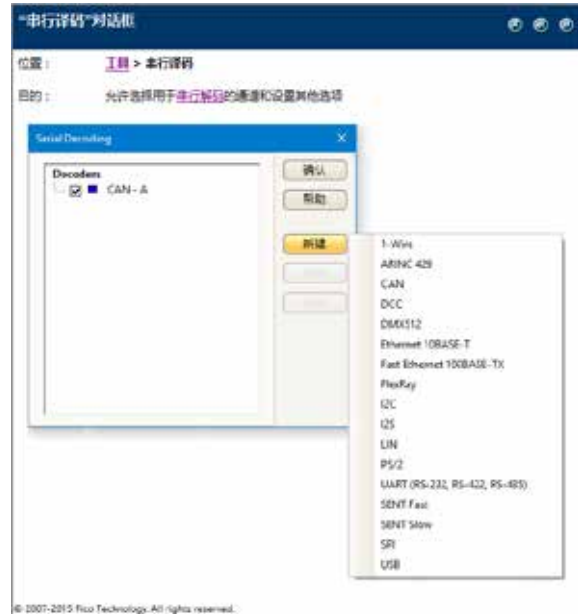 “串行译码”对话框
位置： 工具 > 串行译码
目的： 允许选择用于串行解码的通道和设置其他选项
Serial Decoding
Decoders
CAN - A
确认
帮助
新建
1-Wire
ARINC 429
CAN
DCC
DMX512
Ethernet 10BASE-T
Fast Ethernet 100BASE-TX
FlexRay
I2C
I2S
LIN
PS/2
UART (RS-232, RS-422, RS-485)
SENT Fast
SENT Slow
SPI
USB
© 2007-2015 Pico Technology. All rights reserved.